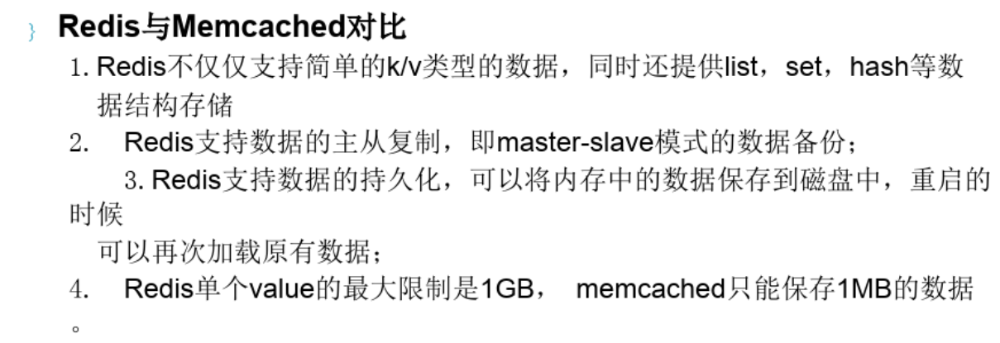 } Redis与Memcached对比
1. Redis不仅仅支持简单的k/v类型的数据，同时还提供list，set，hash等数
据结构存储
2. Redis支持数据的主从复制，即master-slave模式的数据备份；
3. Redis支持数据的持久化，可以将内存中的数据保存到磁盘中，重启的
时候
可以再次加载原有数据；
4. Redis单个value的最大限制是1GB， memcached只能保存1MB的数据
。